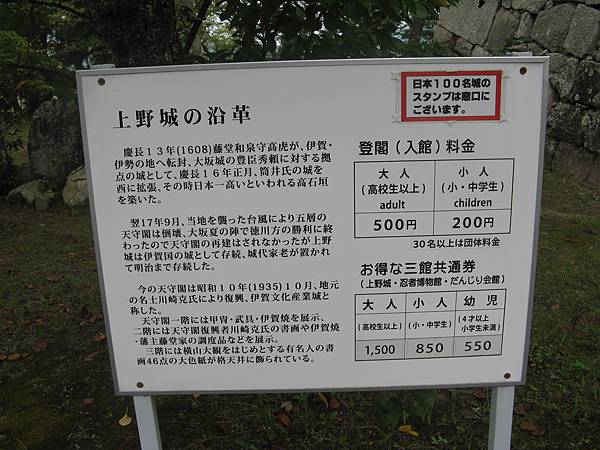 上野城の沿革
慶長１３年(1608)藤堂和泉守高虎が、伊賀・
伊勢の地へ転封、大坂城の豊臣秀頼に対する拠
点の城として、慶長１６年正月、筒井氏の城を
西に拡張、その時日本一高いといわれる高石垣
を築いた。
翌17年9月、当地を襲った台風により五層の
天守閣は倒壊、大坂夏の陣で徳川方の勝利に終
わったので天守閣の再建はされなかったが上野
城は伊賀国の城として存続、城代家老が置かれ
て明治まで存続した。
今の天守閣は昭和１０年(1935)１０月、地元
の名士川崎克氏により復興、伊賀文化産業城と
称した。
天守閣一階には甲冑・武具・伊賀焼を展示、
二階には天守閣復興者川崎克氏の書画や伊賀焼
・藩主藤堂家の調度品などを展示。
三階には横山大観をはじめとする有名人の書
画46点の大色紙が格天井に飾られている。
日本１００名城の
スタンプは窓口に
ございます。
登閣（入館）料金
大人 小人
(高校生以上) (小・中学生)
adult children
500円 200円
30名以上は団体料金
お得な三館共通券
(上野城・忍者博物館・だんじり会館)
大人 小人 幼児
(高校生以上) (小・中学生) (４才以上
小学生未満)
1,500 850 550